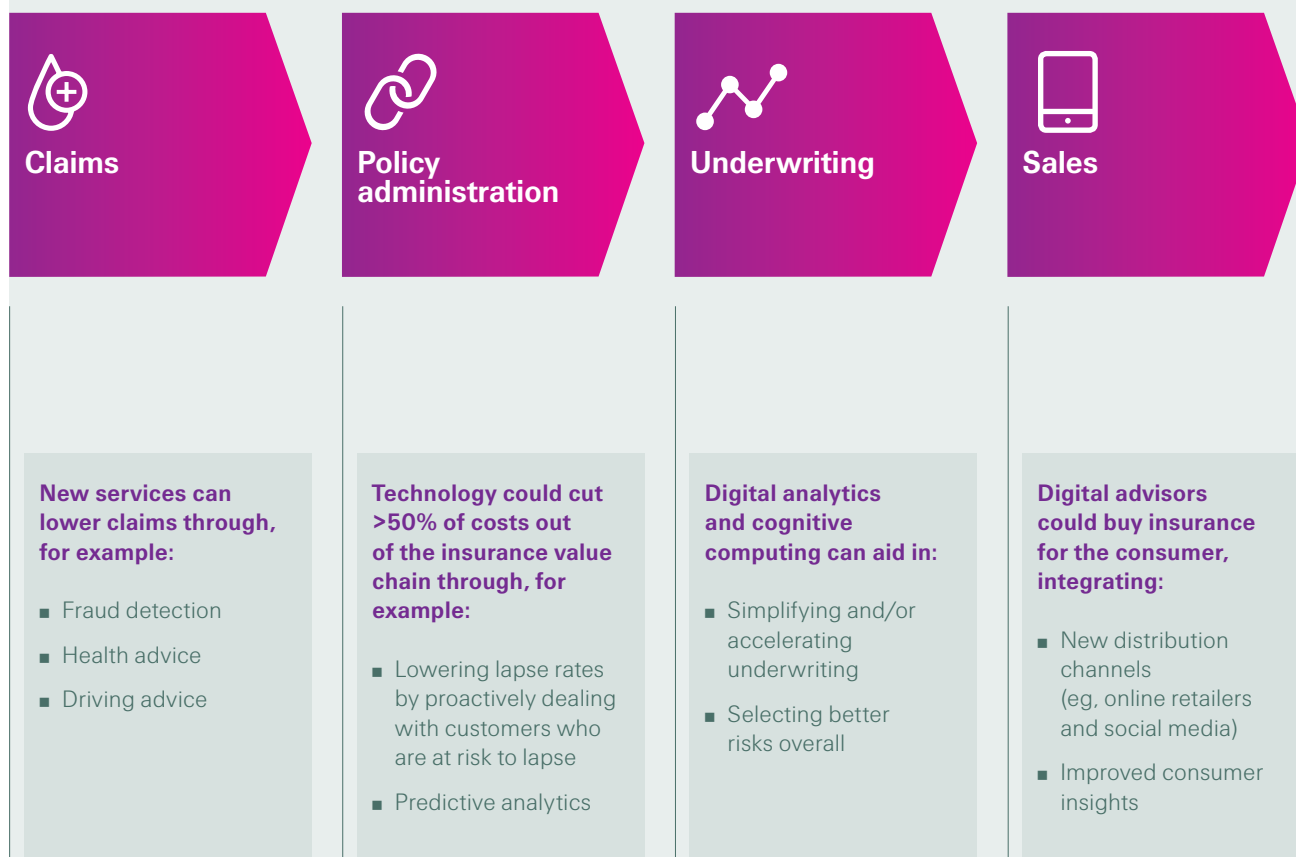 Claims
New services can
lower claims through,
for example:
■ Fraud detection
■ Health advice
■ Driving advice
Policy
administration
Technology could cut
>50% of costs out
of the insurance value
chain through, for
example:
■ Lowering lapse rates
by proactively dealing
with customers who
are at risk to lapse
■ Predictive analytics
Underwriting
Digital analytics
and cognitive
computing can aid in:
■ Simplifying and/or
accelerating
underwriting
■ Selecting better
risks overall
Sales
Digital advisors
could buy insurance
for the consumer,
integrating:
■ New distribution
channels
(eg, online retailers
and social media)
■ Improved consumer
insights